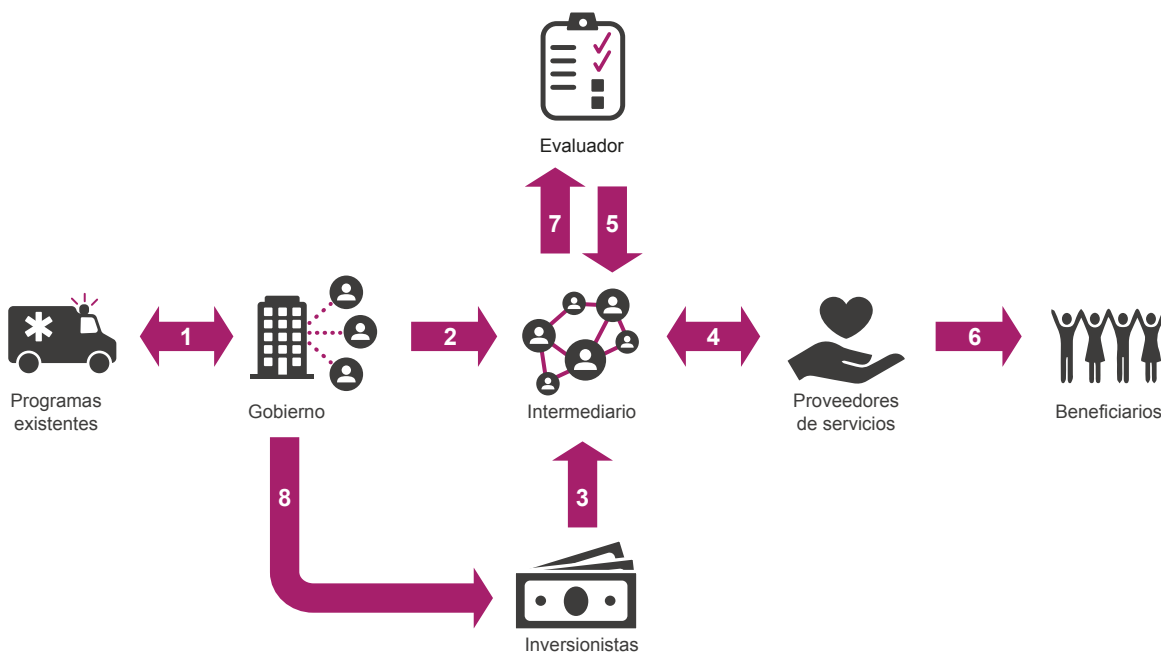 Evaluador
7
5
1
2
4
6
Programas
existentes
Gobierno
Intermediario
Proveedores
de servicios
Beneficiarios
8
3
Inversionistas